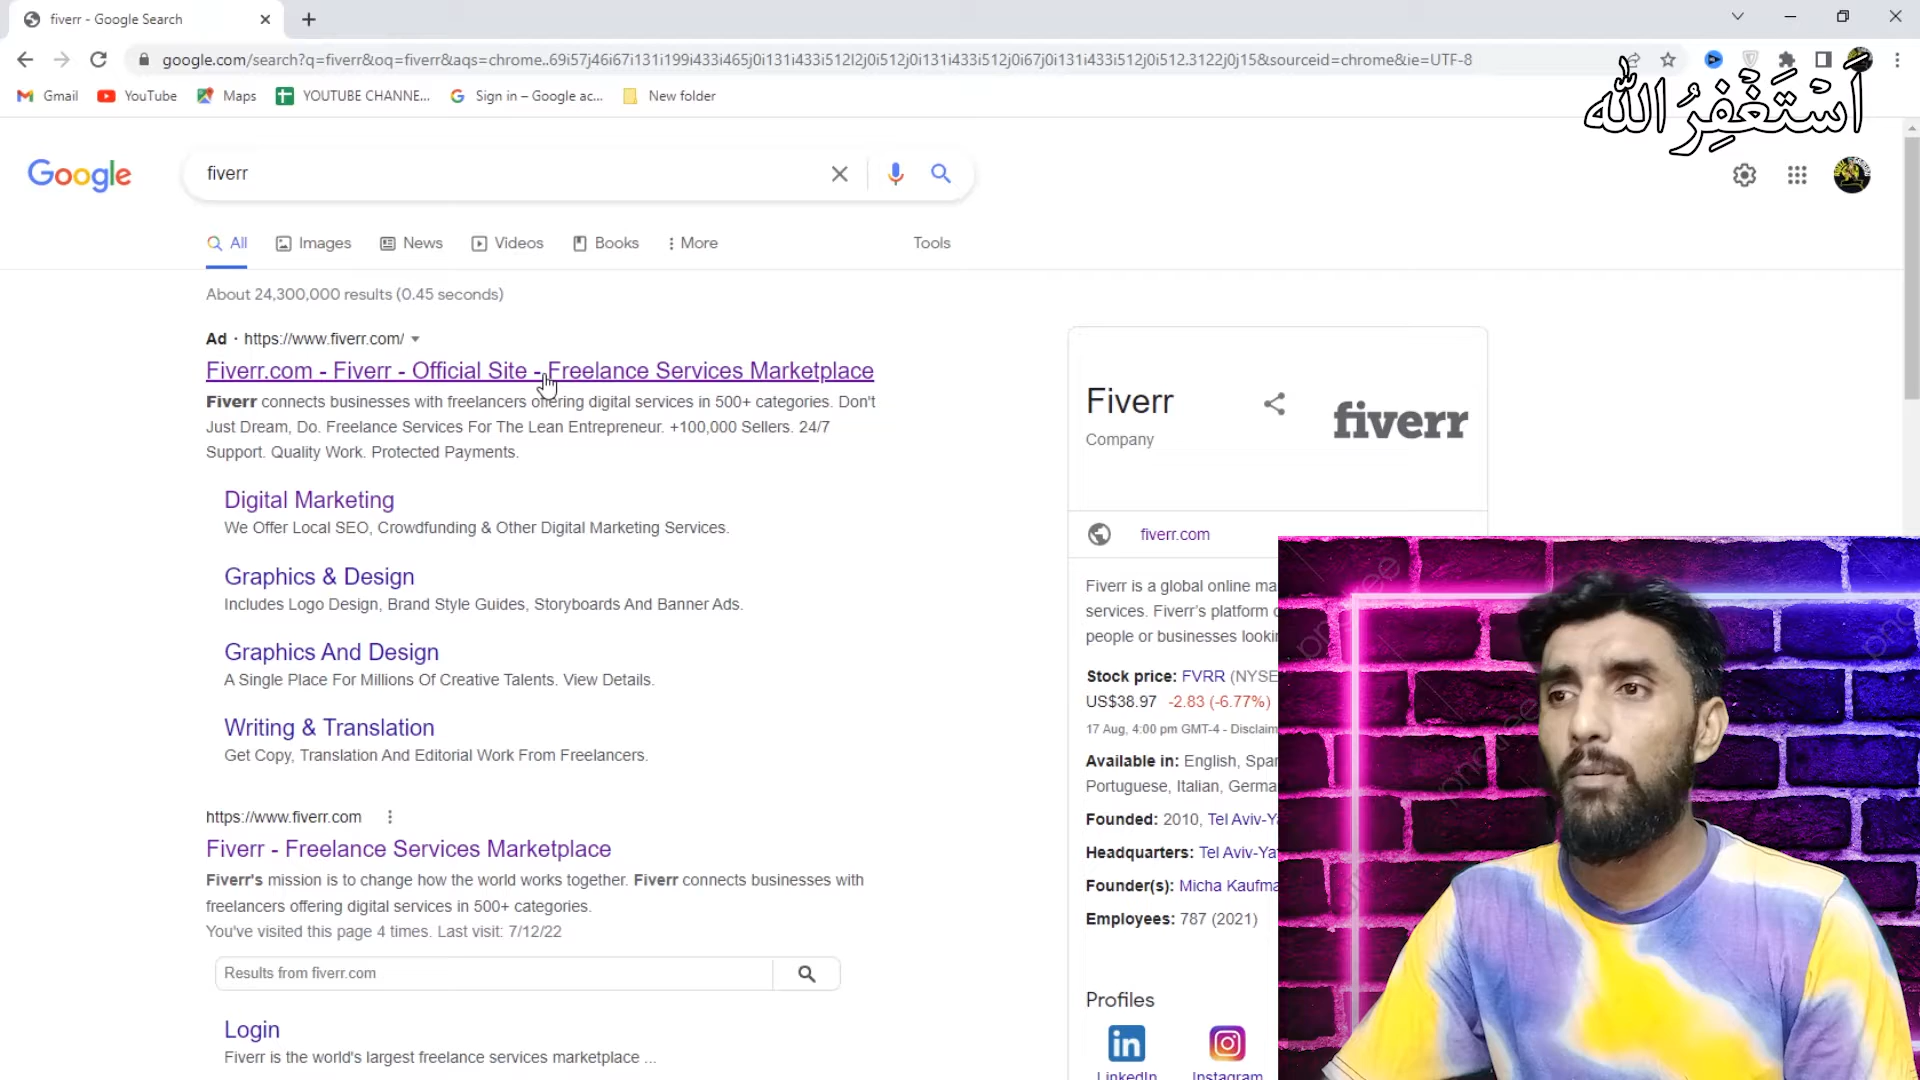 fiverr - Google Search
google.com/search?q=fiverr&oq=fiverr&aqs=chrome..69i57j46i67i131i199i433i465j0i131i433i512l2j0i512j0i131i433i512j0i67j0i131i433i512j0i512.3122j0j15&sourceid=chrome&ie=UTF-8
Gmail YouTube Maps YOUTUBE CHANNE... Sign in – Google ac... New folder
أَسْتَغْفِرُ اللّٰه
Google
fiverr
All Images News Videos Books More Tools
About 24,300,000 results (0.45 seconds)
Ad · https://www.fiverr.com/
Fiverr.com - Fiverr - Official Site - Freelance Services Marketplace
Fiverr connects businesses with freelancers offering digital services in 500+ categories. Don't
Just Dream, Do. Freelance Services For The Lean Entrepreneur. +100,000 Sellers. 24/7
Support. Quality Work. Protected Payments.
Digital Marketing
We Offer Local SEO, Crowdfunding & Other Digital Marketing Services.
Graphics & Design
Includes Logo Design, Brand Style Guides, Storyboards And Banner Ads.
Graphics And Design
A Single Place For Millions Of Creative Talents. View Details.
Writing & Translation
Get Copy, Translation And Editorial Work From Freelancers.
https://www.fiverr.com
Fiverr - Freelance Services Marketplace
Fiverr's mission is to change how the world works together. Fiverr connects businesses with
freelancers offering digital services in 500+ categories.
You've visited this page 4 times. Last visit: 7/12/22
Results from fiverr.com
Login
Fiverr is the world's largest freelance services marketplace ...
Fiverr
Company
fiverr
fiverr.com
Fiverr is a global online ma
services. Fiverr's platform
people or businesses lookin
Stock price: FVRR (NYSE
US$38.97 -2.83 (-6.77%)
17 Aug, 4:00 pm GMT-4 - Disclaim
Available in: English, Spar
Portuguese, Italian, Germa
Founded: 2010, Tel Aviv-Y
Headquarters: Tel Aviv-Ya
Founder(s): Micha Kaufma
Employees: 787 (2021)
Profiles
LinkedIn Instagram
pngtree